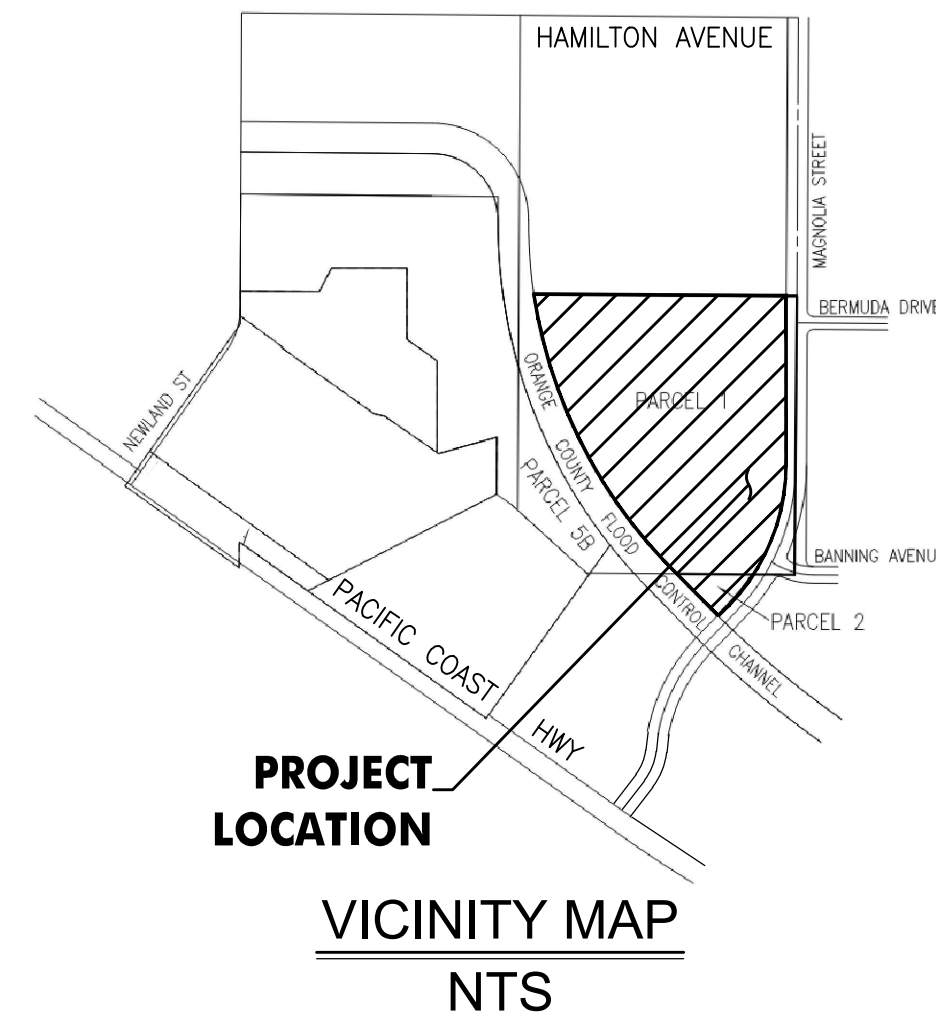 HAMILTON AVENUE
MAGNOLIA STREET
BERMUDA DRIVE
NEWLAND ST
ORANGE COUNTY FLOOD CONTROL CHANNEL
PARCEL 1
PARCEL 5B
BANNING AVENU
PARCEL 2
PACIFIC COAST HWY
PROJECT
LOCATION
VICINITY MAP
NTS